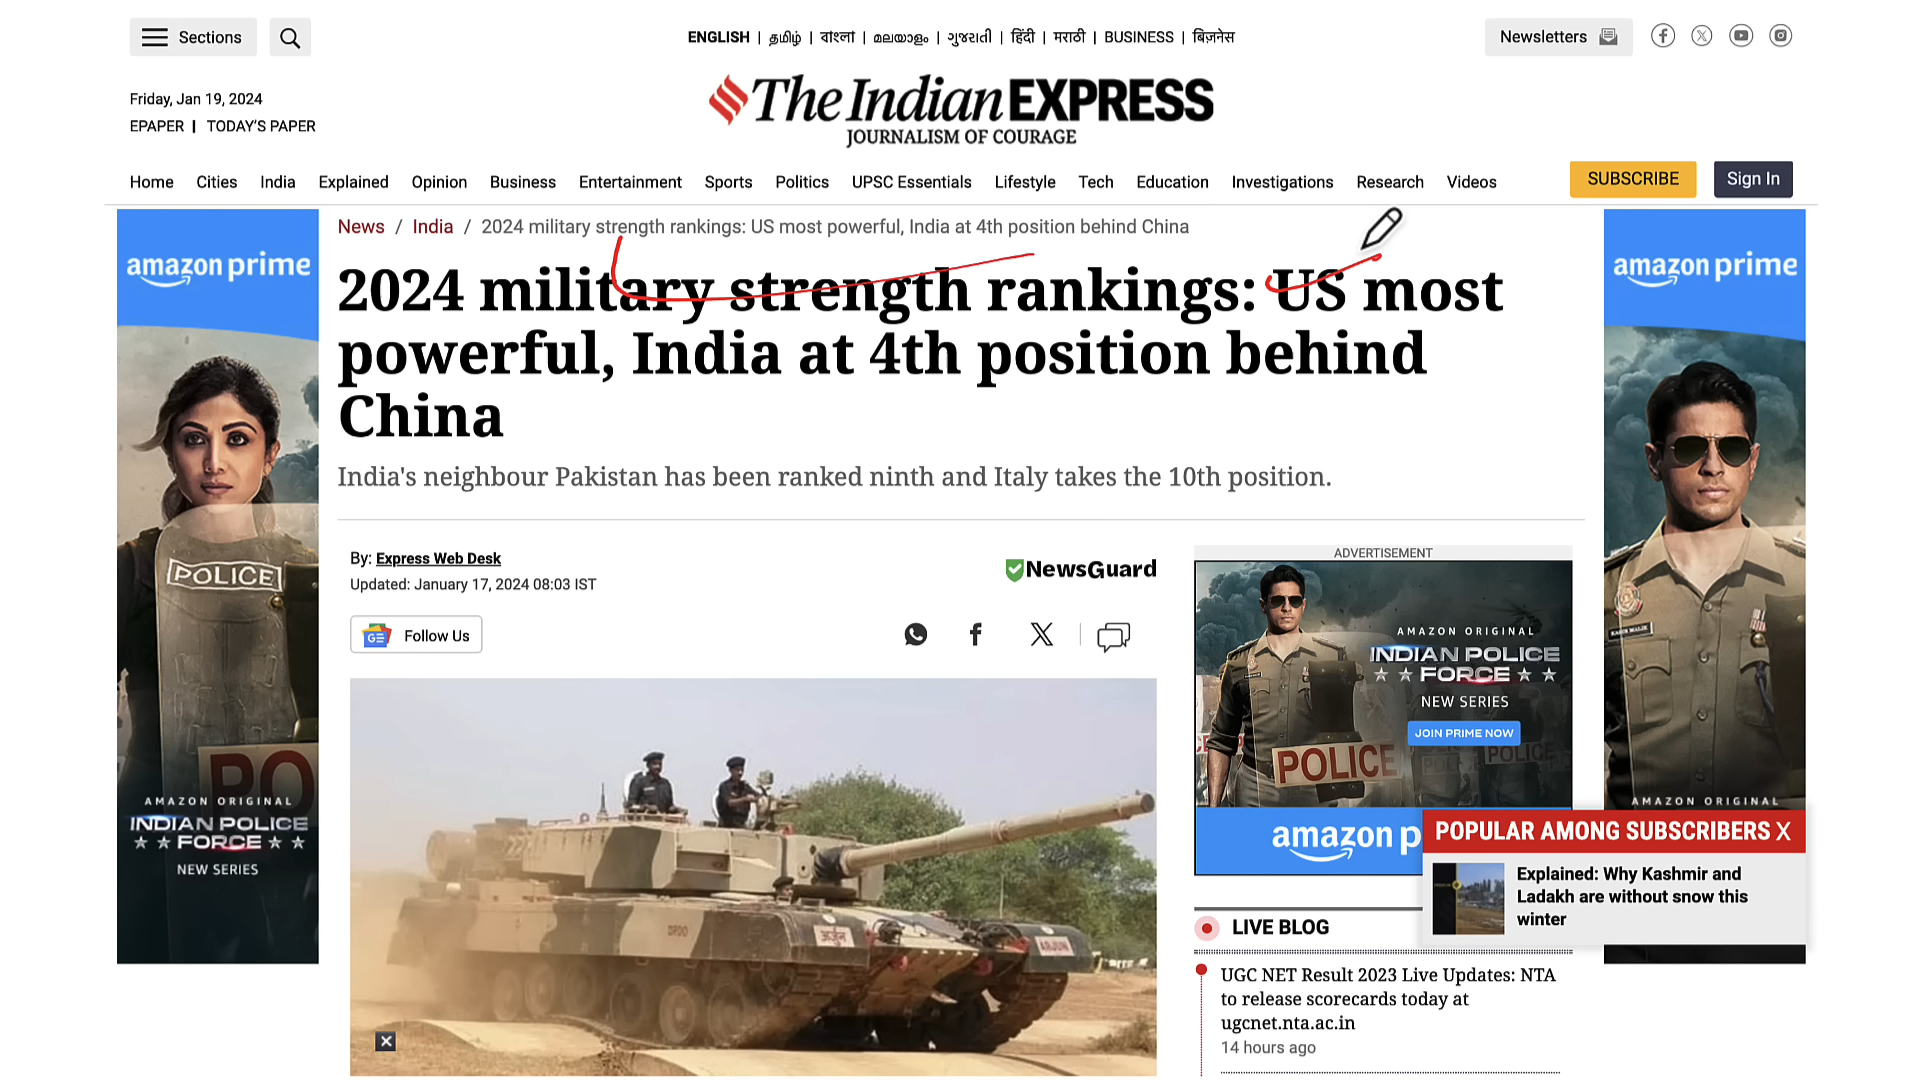 Sections
ENGLISH | தமிழ் | বাংলা | മലയാളം | ગુજરાતી | हिंदी | मराठी | BUSINESS | बिज़नेस
Newsletters
Friday, Jan 19, 2024
EPAPER | TODAY'S PAPER
The Indian EXPRESS
JOURNALISM OF COURAGE
Home Cities India Explained Opinion Business Entertainment Sports Politics UPSC Essentials Lifestyle Tech Education Investigations Research Videos
SUBSCRIBE
Sign In
amazon prime
POLICE
PO
AMAZON ORIGINAL
INDIAN POLICE
FORCE
NEW SERIES
News / India / 2024 military strength rankings: US most powerful, India at 4th position behind China
2024 military strength rankings: US most
powerful, India at 4th position behind
China
India's neighbour Pakistan has been ranked ninth and Italy takes the 10th position.
By: Express Web Desk
Updated: January 17, 2024 08:03 IST
NewsGuard
GE Follow Us
DRDO
अर्जुन
ARJUN
ADVERTISEMENT
AMAZON ORIGINAL
INDIAN POLICE
FORCE
NEW SERIES
JOIN PRIME NOW
POLICE
POLICE
amazon p
LIVE BLOG
UGC NET Result 2023 Live Updates: NTA
to release scorecards today at
ugcnet.nta.ac.in
14 hours ago
amazon prime
AMAZON ORIGINAL
POPULAR AMONG SUBSCRIBERS X
Explained: Why Kashmir and
Ladakh are without snow this
winter